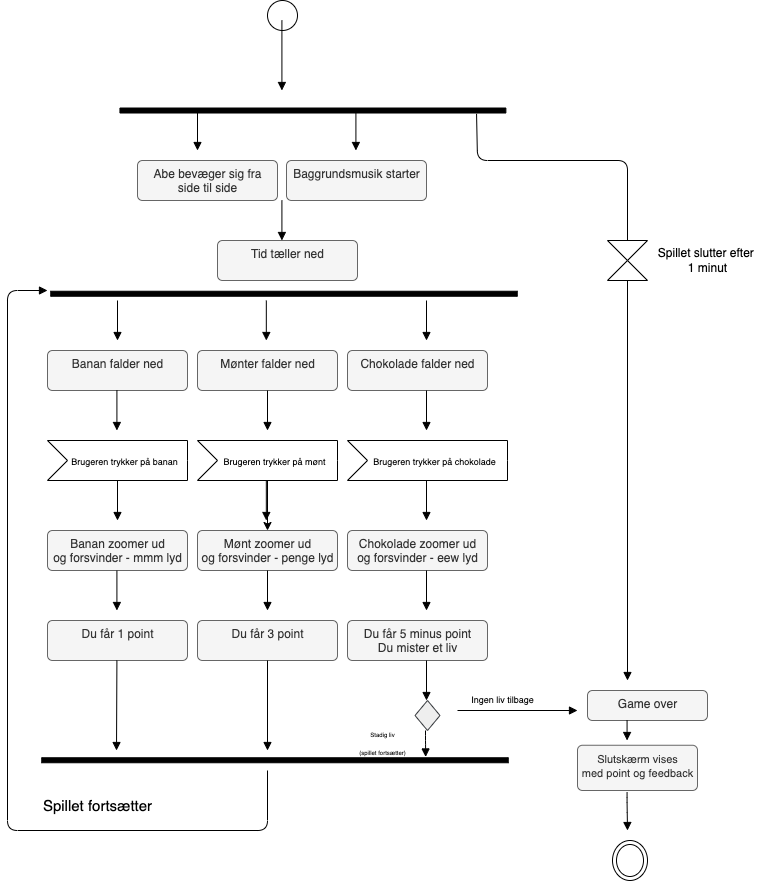 Abe bevæger sig fra
side til side
Baggrundsmusik starter
Tid tæller ned
Spillet slutter efter
1 minut
Banan falder ned
Mønter falder ned
Chokolade falder ned
Brugeren trykker på banan
Brugeren trykker på mønt
Brugeren trykker på chokolade
Banan zoomer ud
og forsvinder - mmm lyd
Mønt zoomer ud
og forsvinder - penge lyd
Chokolade zoomer ud
og forsvinder - eew lyd
Du får 1 point
Du får 3 point
Du får 5 minus point
Du mister et liv
Ingen liv tilbage
Game over
Stadig liv
(spillet fortsætter)
Slutskærm vises
med point og feedback
Spillet fortsætter